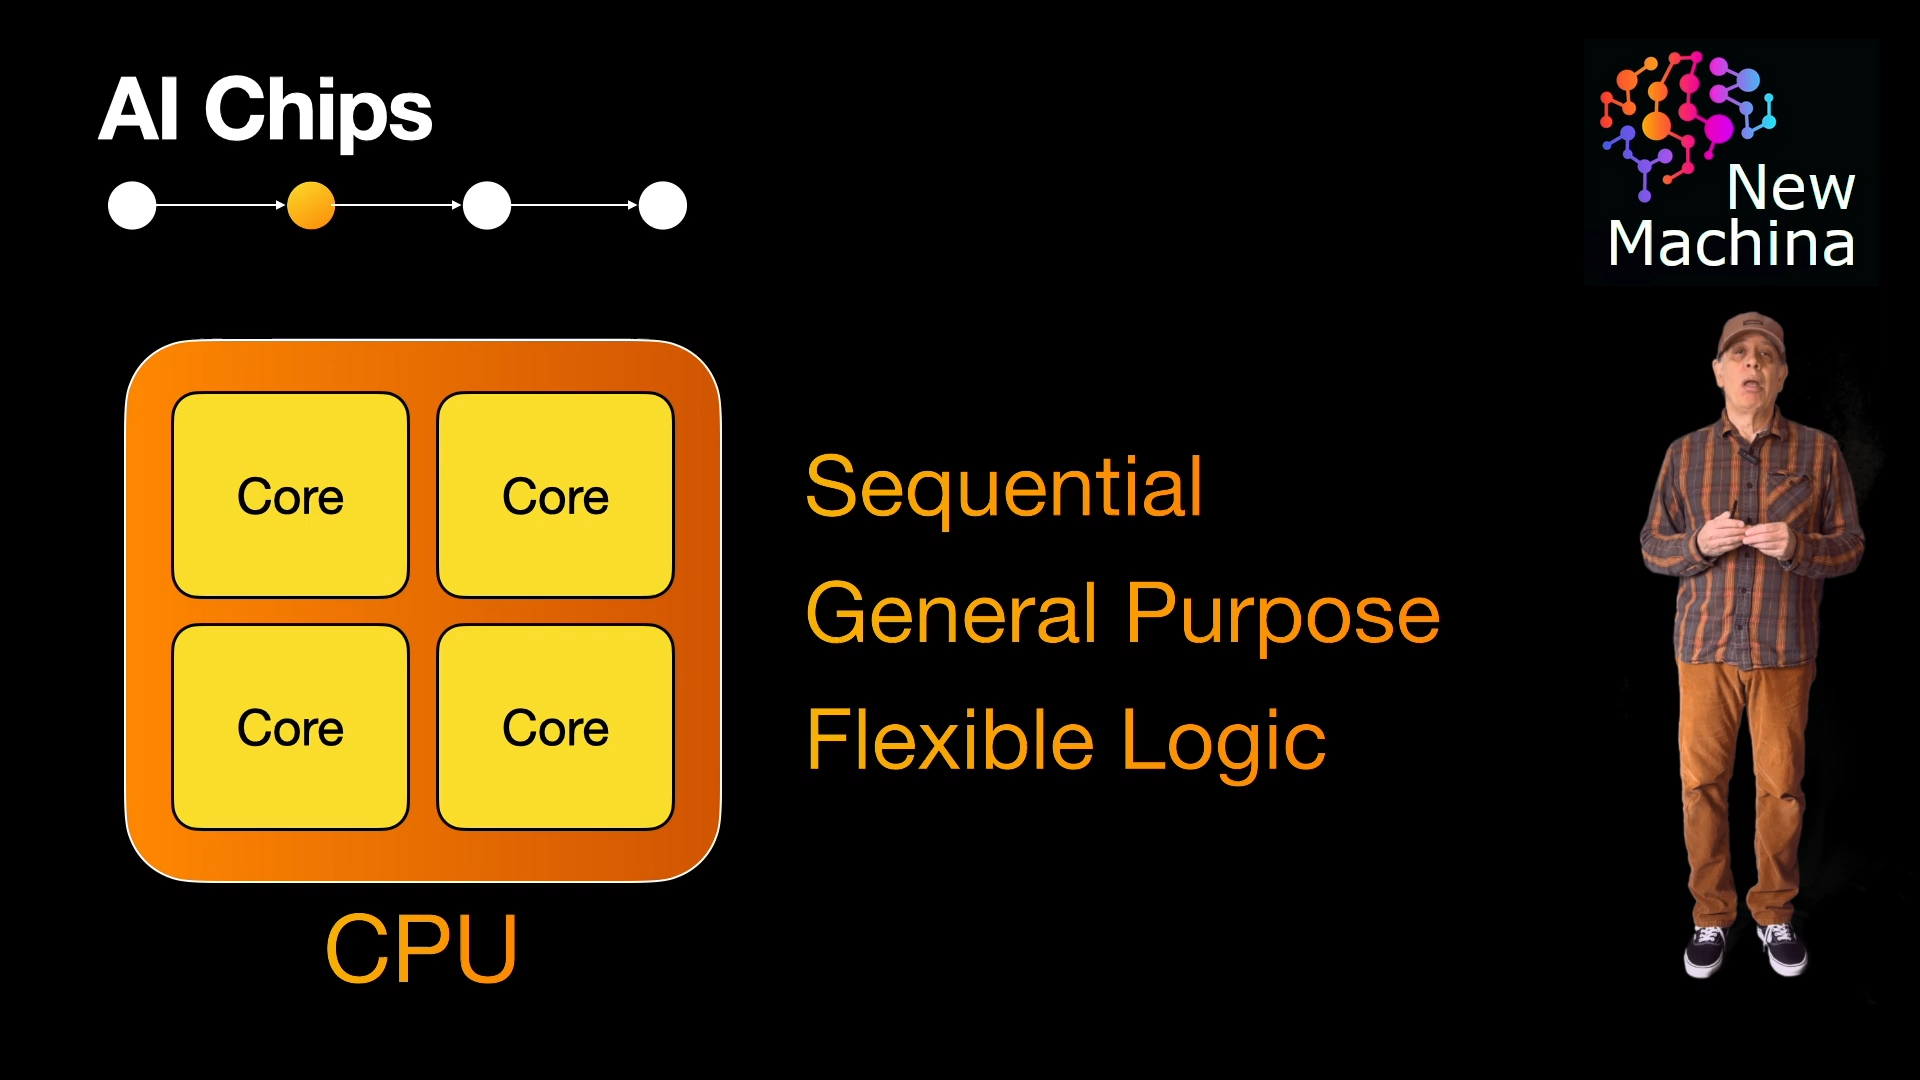 AI Chips
New
Machina
Core
Core
Core
Core
Sequential
General Purpose
Flexible Logic
CPU